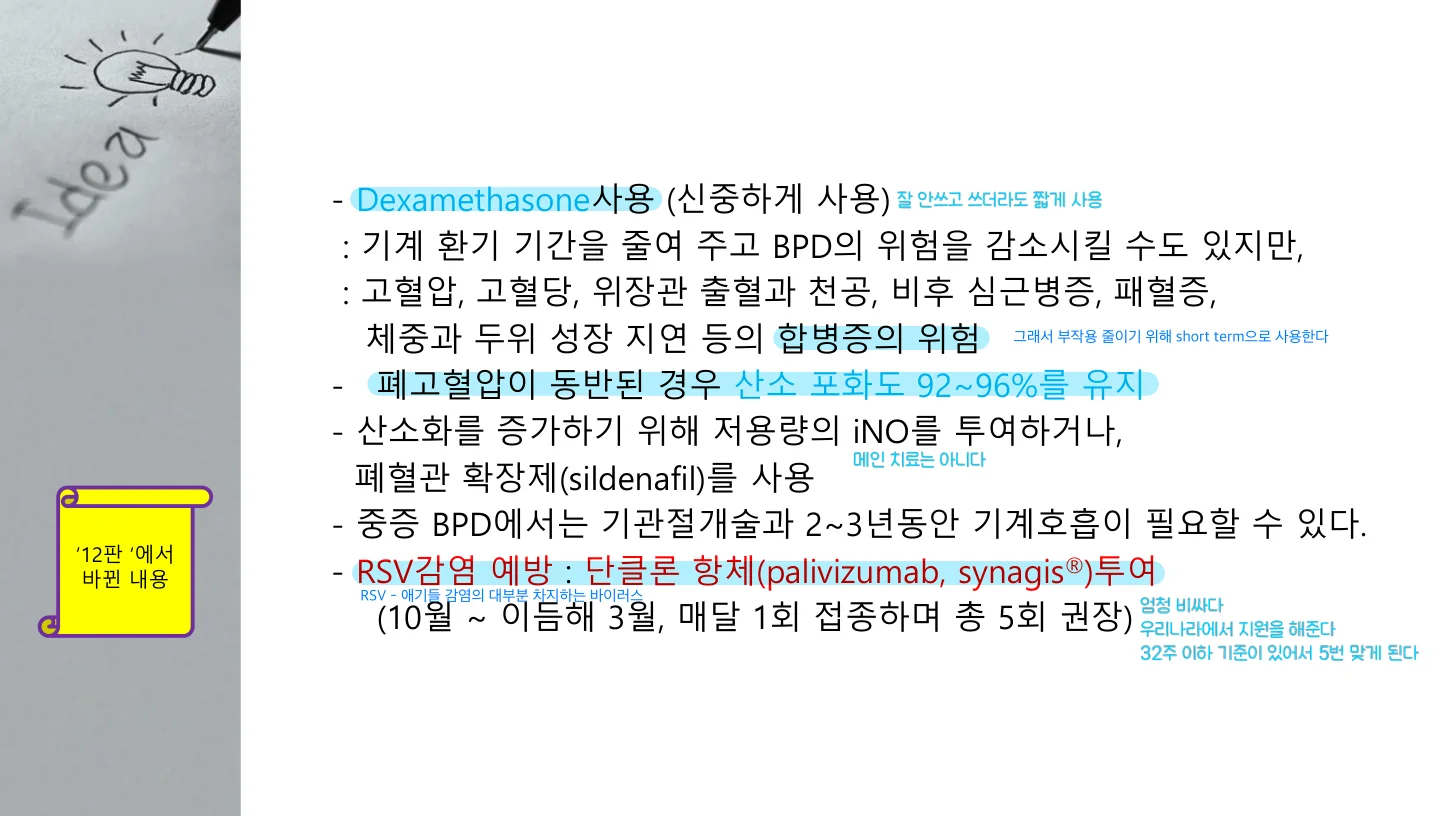 Idea
- Dexamethasone사용 (신중하게 사용) 잘 안쓰고 쓰더라도 짧게 사용
: 기계 환기 기간을 줄여 주고 BPD의 위험을 감소시킬 수도 있지만,
: 고혈압, 고혈당, 위장관 출혈과 천공, 비후 심근병증, 패혈증,
체중과 두위 성장 지연 등의 합병증의 위험 그래서 부작용 줄이기 위해 short term으로 사용한다
- 폐고혈압이 동반된 경우 산소 포화도 92~96%를 유지
- 산소화를 증가하기 위해 저용량의 iNO를 투여하거나,
메인 치료는 아니다
폐혈관 확장제(sildenafil)를 사용
- 중증 BPD에서는 기관절개술과 2~3년동안 기계호흡이 필요할 수 있다.
- RSV감염 예방 : 단클론 항체(palivizumab, synagis®)투여
RSV - 애기들 감염의 대부분 차지하는 바이러스
(10월 ~ 이듬해 3월, 매달 1회 접종하며 총 5회 권장)
엄청 비싸다
우리나라에서 지원을 해준다
32주 이하 기준이 있어서 5번 맞게 된다
‘12판 ‘에서
바뀐 내용